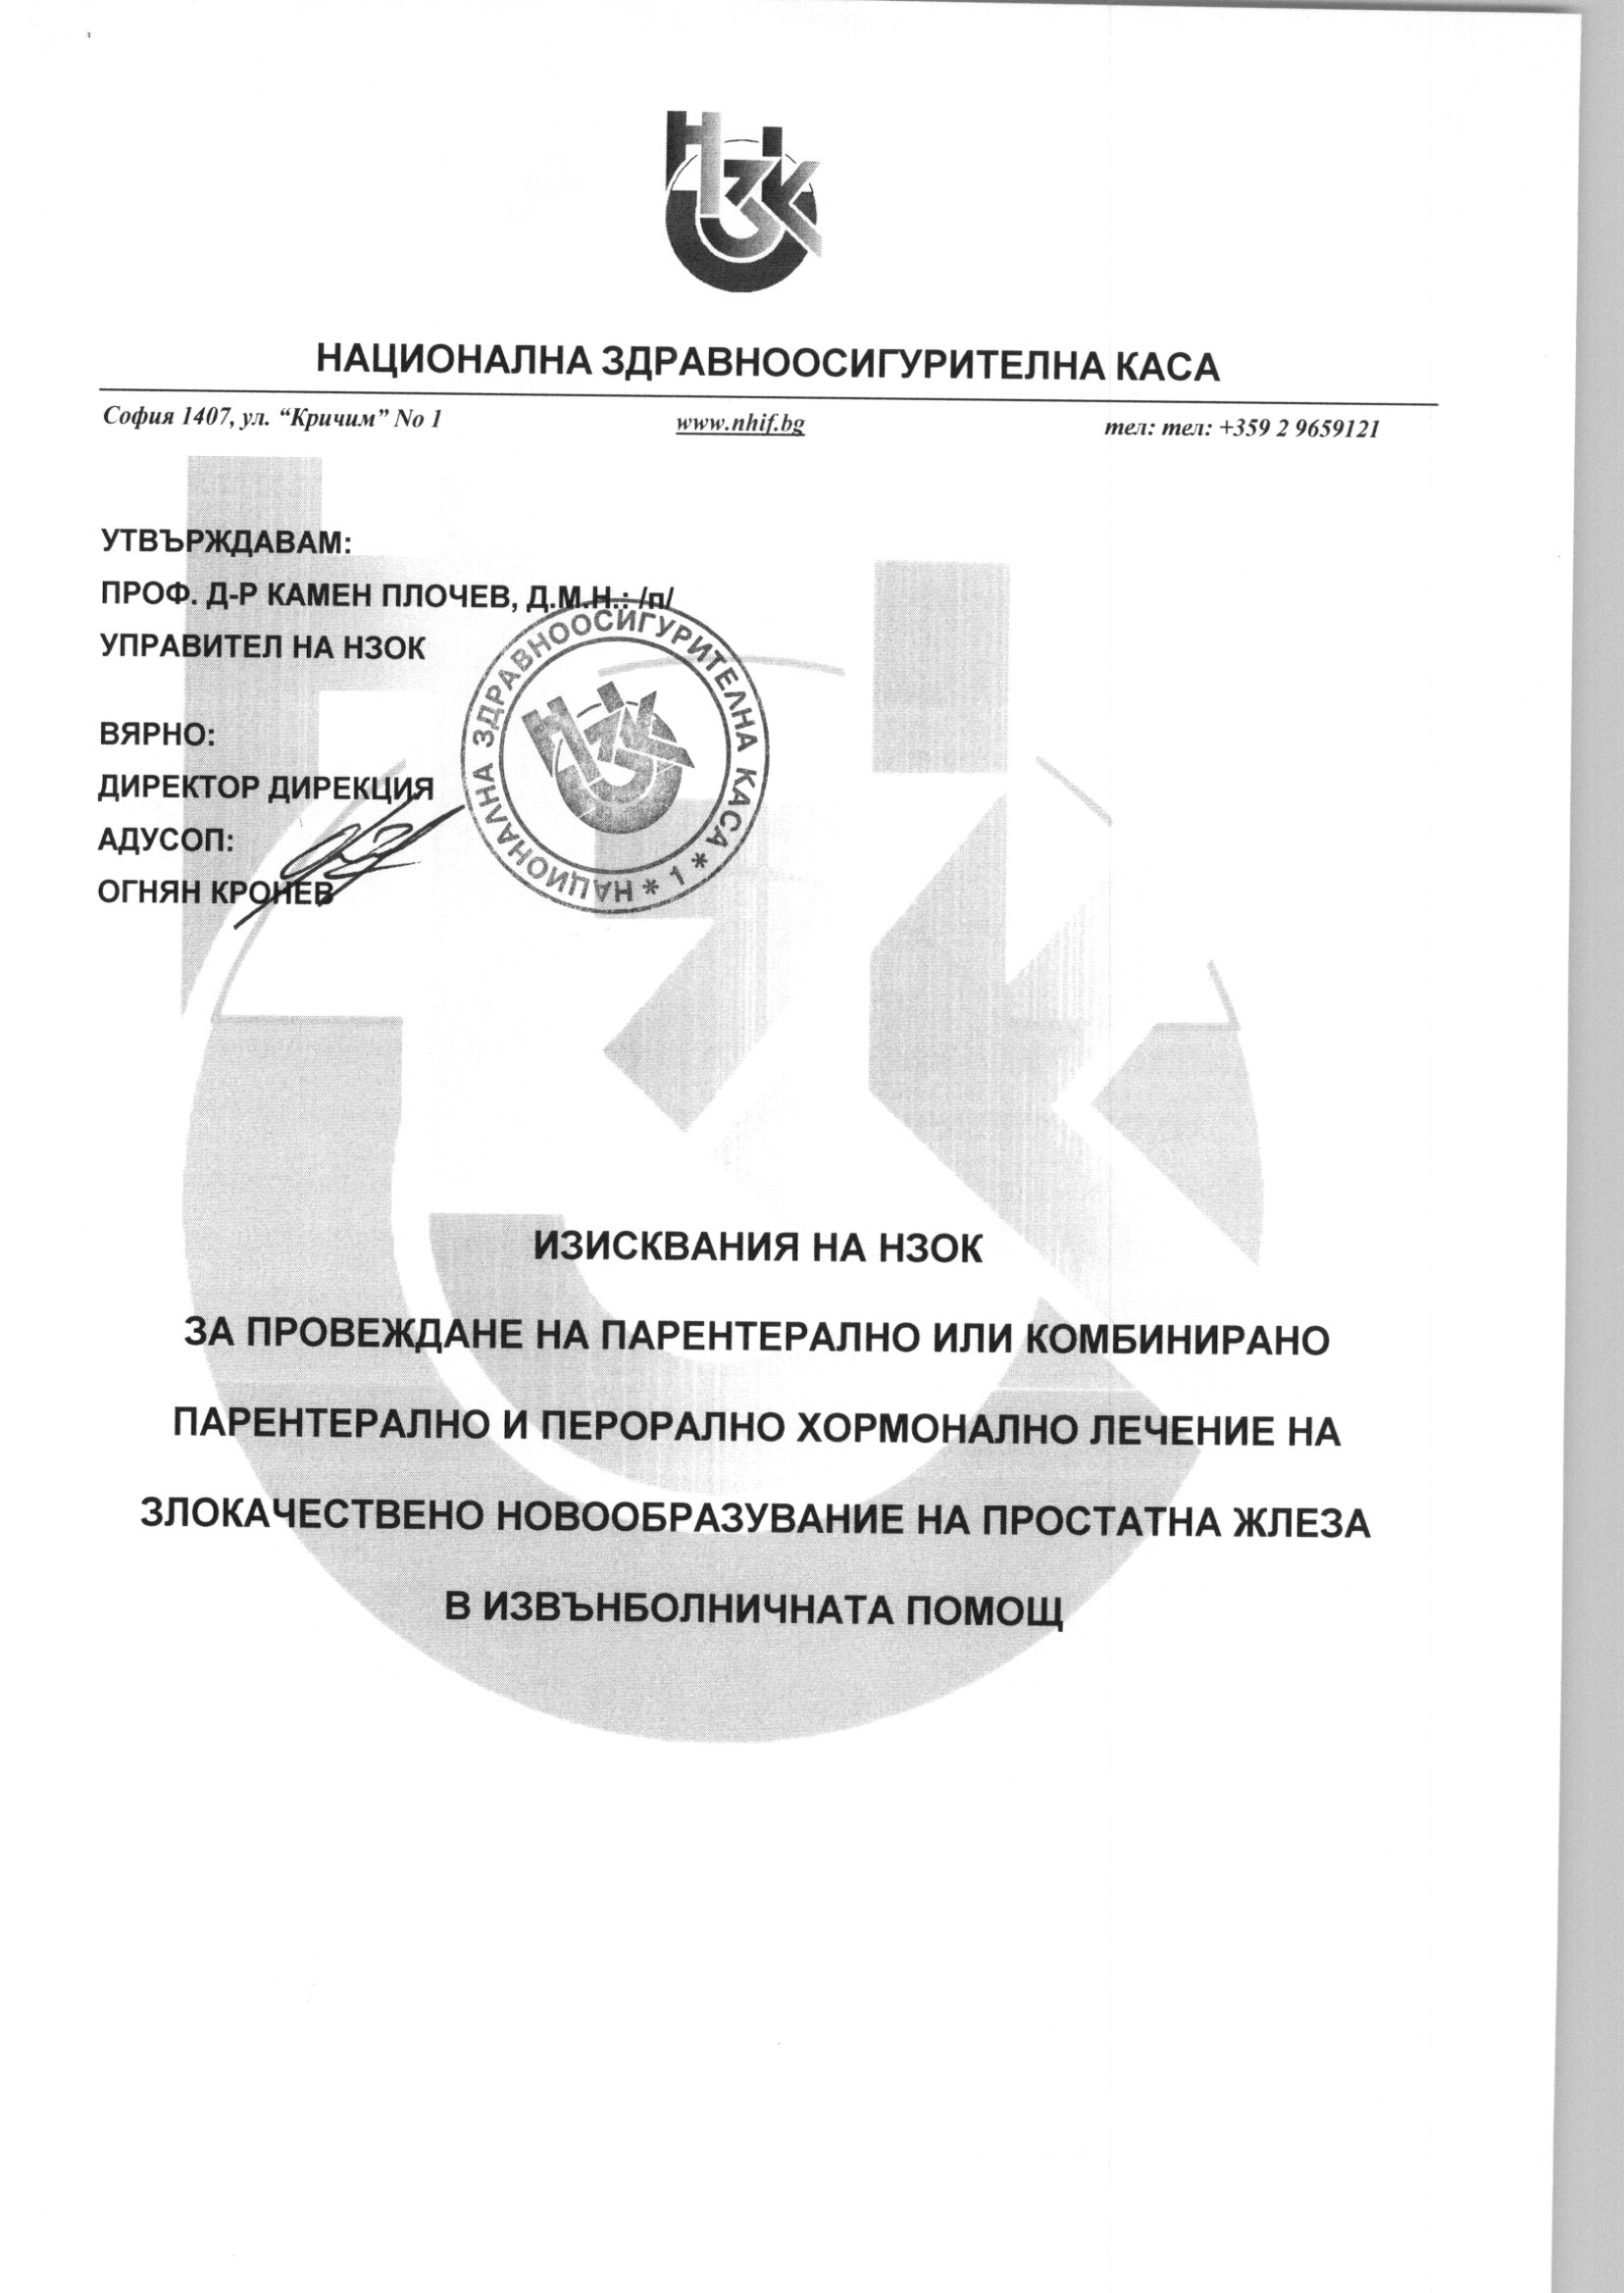 НЗК
НАЦИОНАЛНА ЗДРАВНООСИГУРИТЕЛНА КАСА
София 1407, ул. “Кричим” No 1 www.nhif.bg тел: тел: +359 2 9659121
УТВЪРЖДАВАМ:
ПРОФ. Д-Р КАМЕН ПЛОЧЕВ, Д.М.Н.: /п/
УПРАВИТЕЛ НА НЗОК
ВЯРНО:
ДИРЕКТОР ДИРЕКЦИЯ
АДУСОП:
ОГНЯН КРОНЕВ
НАЦИОНАЛНА ЗДРАВНООСИГУРИТЕЛНА КАСА * 1 *
НЗК
ИЗИСКВАНИЯ НА НЗОК
ЗА ПРОВЕЖДАНЕ НА ПАРЕНТЕРАЛНО ИЛИ КОМБИНИРАНО
ПАРЕНТЕРАЛНО И ПЕРОРАЛНО ХОРМОНАЛНО ЛЕЧЕНИЕ НА
ЗЛОКАЧЕСТВЕНО НОВООБРАЗУВАНИЕ НА ПРОСТАТНА ЖЛЕЗА
В ИЗВЪНБОЛНИЧНАТА ПОМОЩ